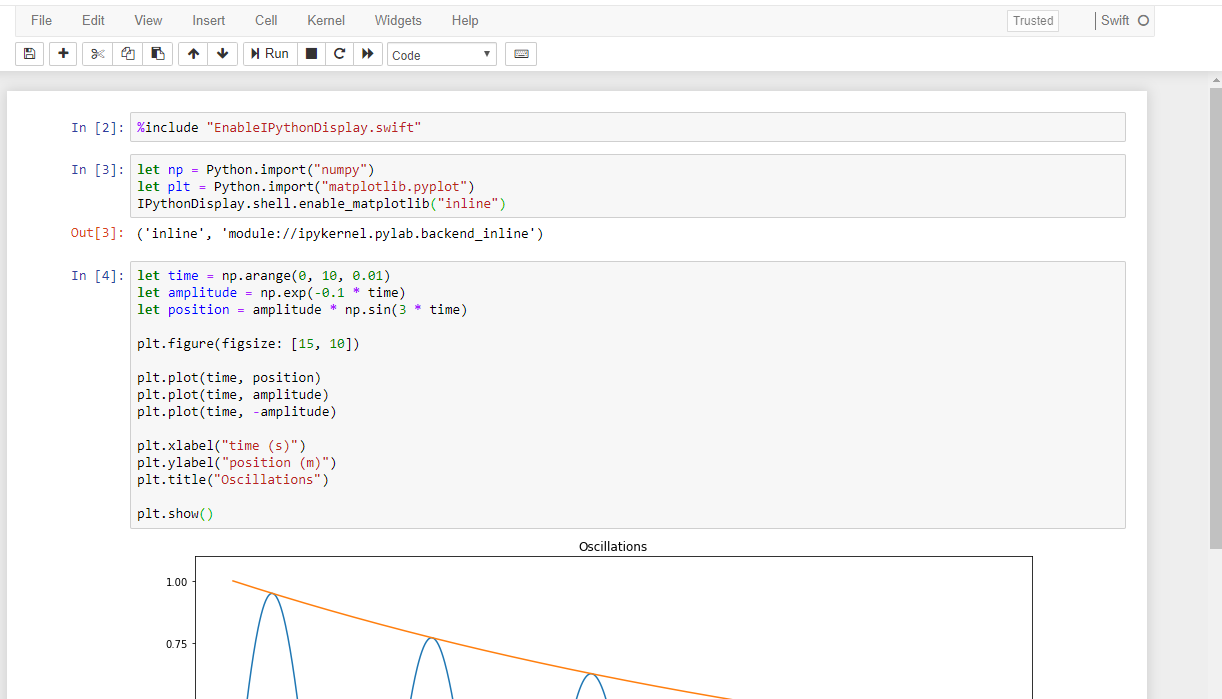 File Edit View Insert Cell Kernel Widgets Help Trusted Swift
Run Code
In [2]: %include "EnableIPythonDisplay.swift"
In [3]: let np = Python.import("numpy")
let plt = Python.import("matplotlib.pyplot")
IPythonDisplay.shell.enable_matplotlib("inline")
Out[3]: ('inline', 'module://ipykernel.pylab.backend_inline')
In [4]: let time = np.arange(0, 10, 0.01)
let amplitude = np.exp(-0.1 * time)
let position = amplitude * np.sin(3 * time)
plt.figure(figsize: [15, 10])
plt.plot(time, position)
plt.plot(time, amplitude)
plt.plot(time, -amplitude)
plt.xlabel("time (s)")
plt.ylabel("position (m)")
plt.title("Oscillations")
plt.show()
Oscillations
1.00
0.75